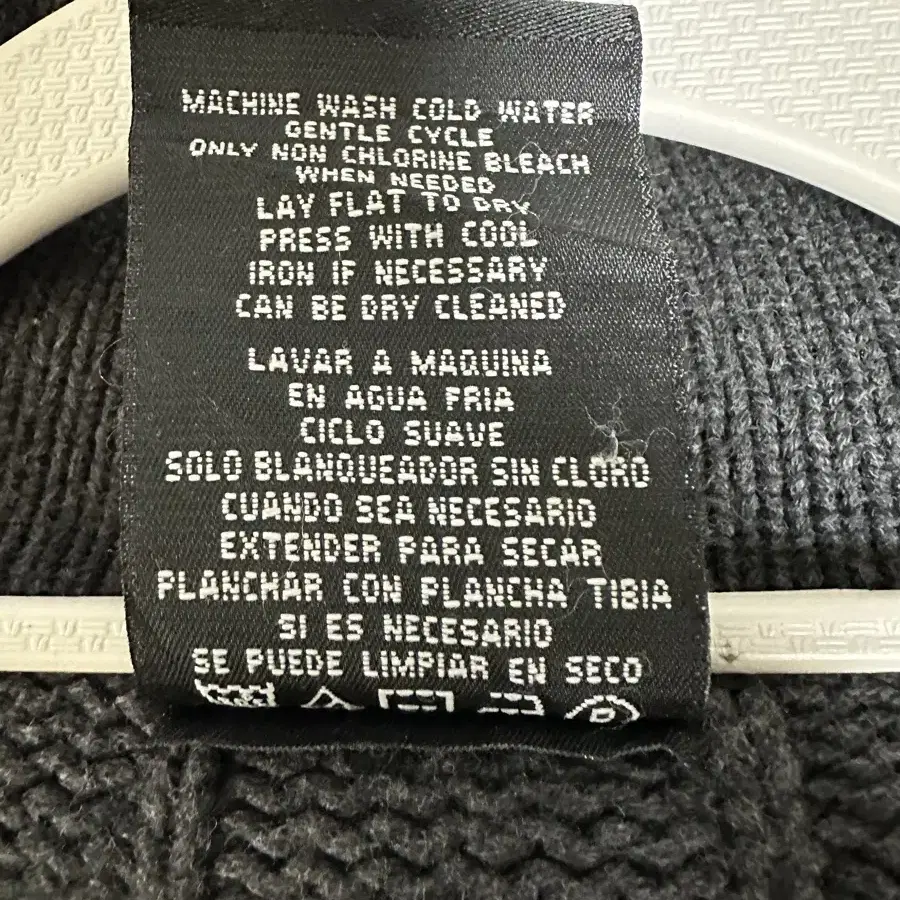 MACHINE WASH COLD WATER
GENTLE CYCLE
ONLY NON CHLORINE BLEACH
WHEN NEEDED
LAY FLAT TO DRY
PRESS WITH COOL
IRON IF NECESSARY
CAN BE DRY CLEANED
LAVAR A MAQUINA
EN AGUA FRIA
CICLO SUAVE
SOLO BLANQUEADOR SIN CLORO
CUANDO SEA NECESARIO
EXTENDER PARA SECAR
PLANCHAR CON PLANCHA TIBIA
SI ES NECESARIO
SE PUEDE LIMPIAR EN SECO
P